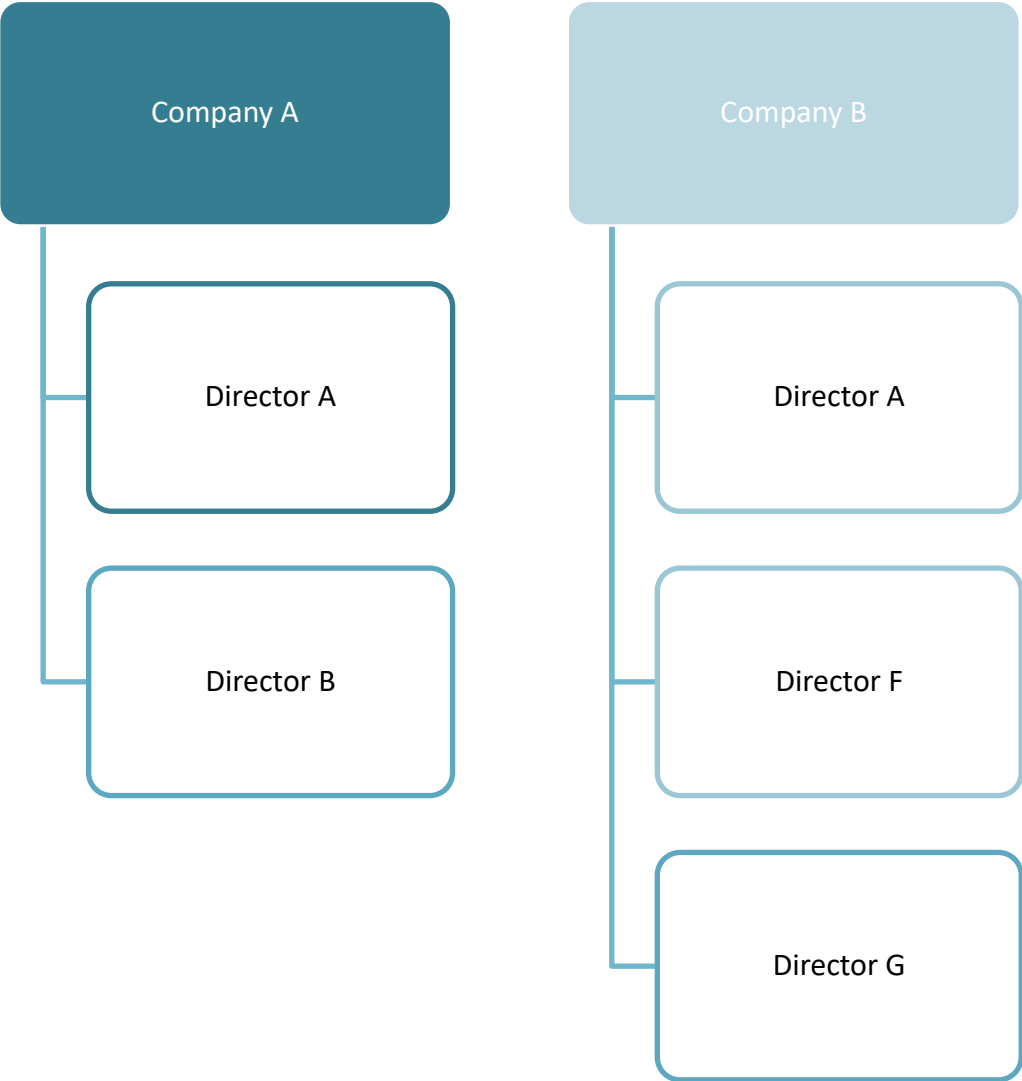 Company A
Director A
Director B
Company B
Director A
Director F
Director G